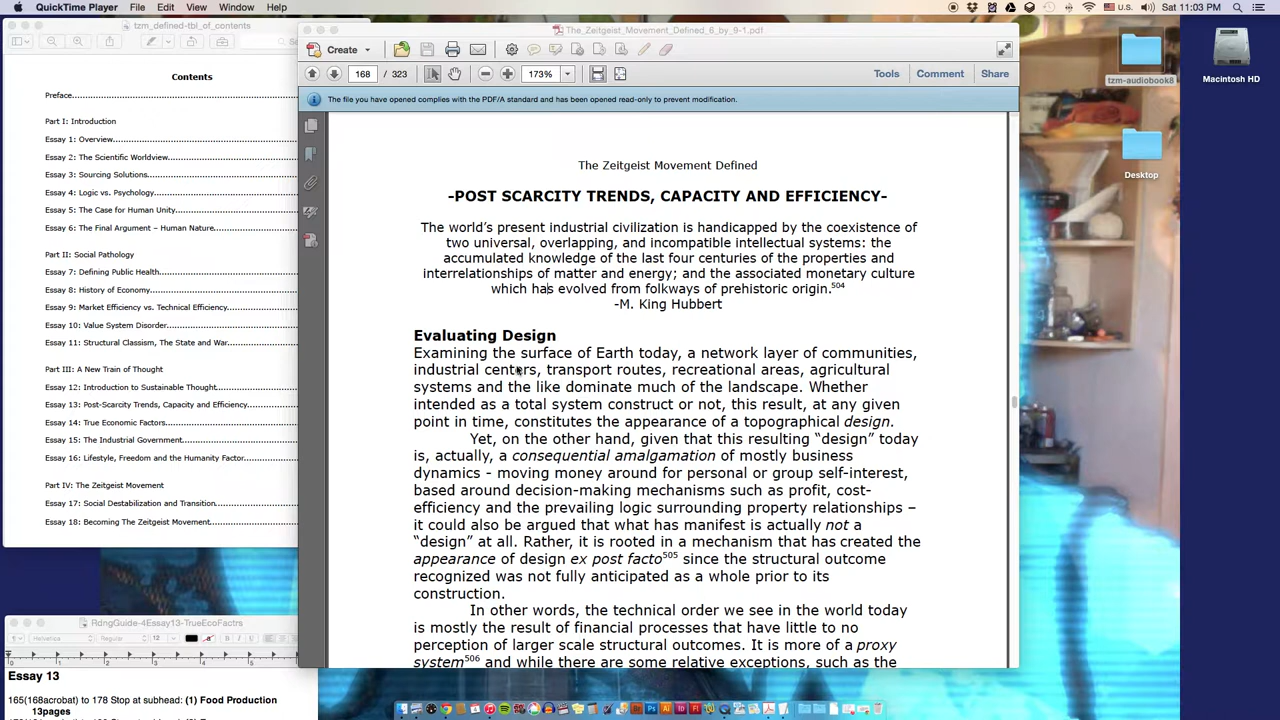 QuickTime Player File Edit View Window Help U.S. Sat 11:03 PM
tzm_defined-tbl_of_contents
Contents
Preface
Part I: Introduction
Essay 1: Overview
Essay 2: The Scientific Worldview
Essay 3: Sourcing Solutions
Essay 4: Logic vs. Psychology
Essay 5: The Case for Human Unity
Essay 6: The Final Argument – Human Nature
Part II: Social Pathology
Essay 7: Defining Public Health
Essay 8: History of Economy
Essay 9: Market Efficiency vs. Technical Efficiency
Essay 10: Value System Disorder
Essay 11: Structural Classism, The State and War
Part III: A New Train of Thought
Essay 12: Introduction to Sustainable Thought
Essay 13: Post-Scarcity Trends, Capacity and Efficiency
Essay 14: True Economic Factors
Essay 15: The Industrial Government
Essay 16: Lifestyle, Freedom and the Humanity Factor
Part IV: The Zeitgeist Movement
Essay 17: Social Destabilization and Transition
Essay 18: Becoming The Zeitgeist Movement
RdngGuide-4Essay13-TrueEcoFactrs
Helvetica Regular 12 B I U
0 1 2 3 4 5
Essay 13
165(168acrobat) to 178 Stop at subhead: (1) Food Production
13pages
The_Zeitgeist_Movement_Defined_6_by_9-1.pdf
Create
168 / 323 173% Tools Comment Share
The file you have opened complies with the PDF/A standard and has been opened read-only to prevent modification.
The Zeitgeist Movement Defined
-POST SCARCITY TRENDS, CAPACITY AND EFFICIENCY-
The world's present industrial civilization is handicapped by the coexistence of
two universal, overlapping, and incompatible intellectual systems: the
accumulated knowledge of the last four centuries of the properties and
interrelationships of matter and energy; and the associated monetary culture
which has evolved from folkways of prehistoric origin.504
-M. King Hubbert
Evaluating Design
Examining the surface of Earth today, a network layer of communities,
industrial centers, transport routes, recreational areas, agricultural
systems and the like dominate much of the landscape. Whether
intended as a total system construct or not, this result, at any given
point in time, constitutes the appearance of a topographical design.
Yet, on the other hand, given that this resulting “design” today
is, actually, a consequential amalgamation of mostly business
dynamics - moving money around for personal or group self-interest,
based around decision-making mechanisms such as profit, cost-
efficiency and the prevailing logic surrounding property relationships –
it could also be argued that what has manifest is actually not a
“design” at all. Rather, it is rooted in a mechanism that has created the
appearance of design ex post facto505 since the structural outcome
recognized was not fully anticipated as a whole prior to its
construction.
In other words, the technical order we see in the world today
is mostly the result of financial processes that have little to no
perception of larger scale structural outcomes. It is more of a proxy
system506 and while there are some relative exceptions, such as the
tzm-audiobook8
Macintosh HD
Desktop